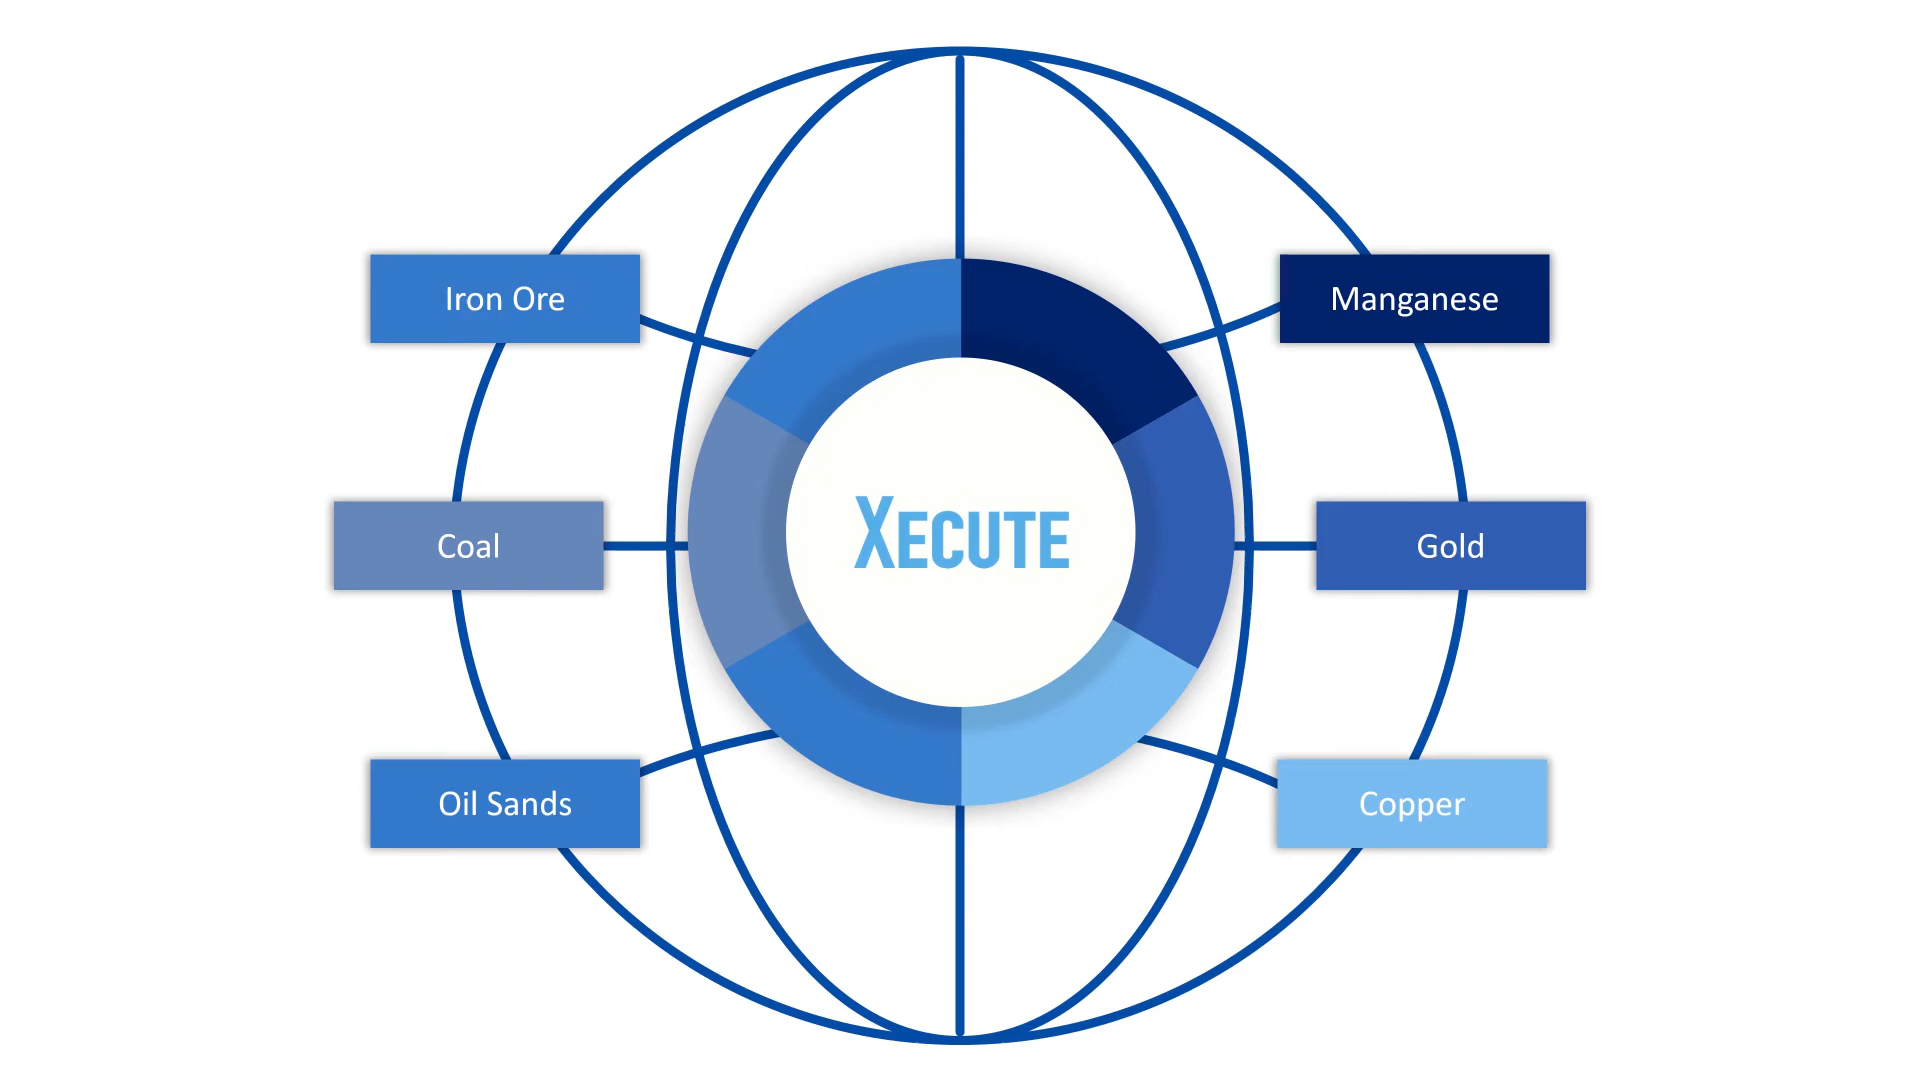 Iron Ore
Manganese
Coal
XECUTE
Gold
Oil Sands
Copper